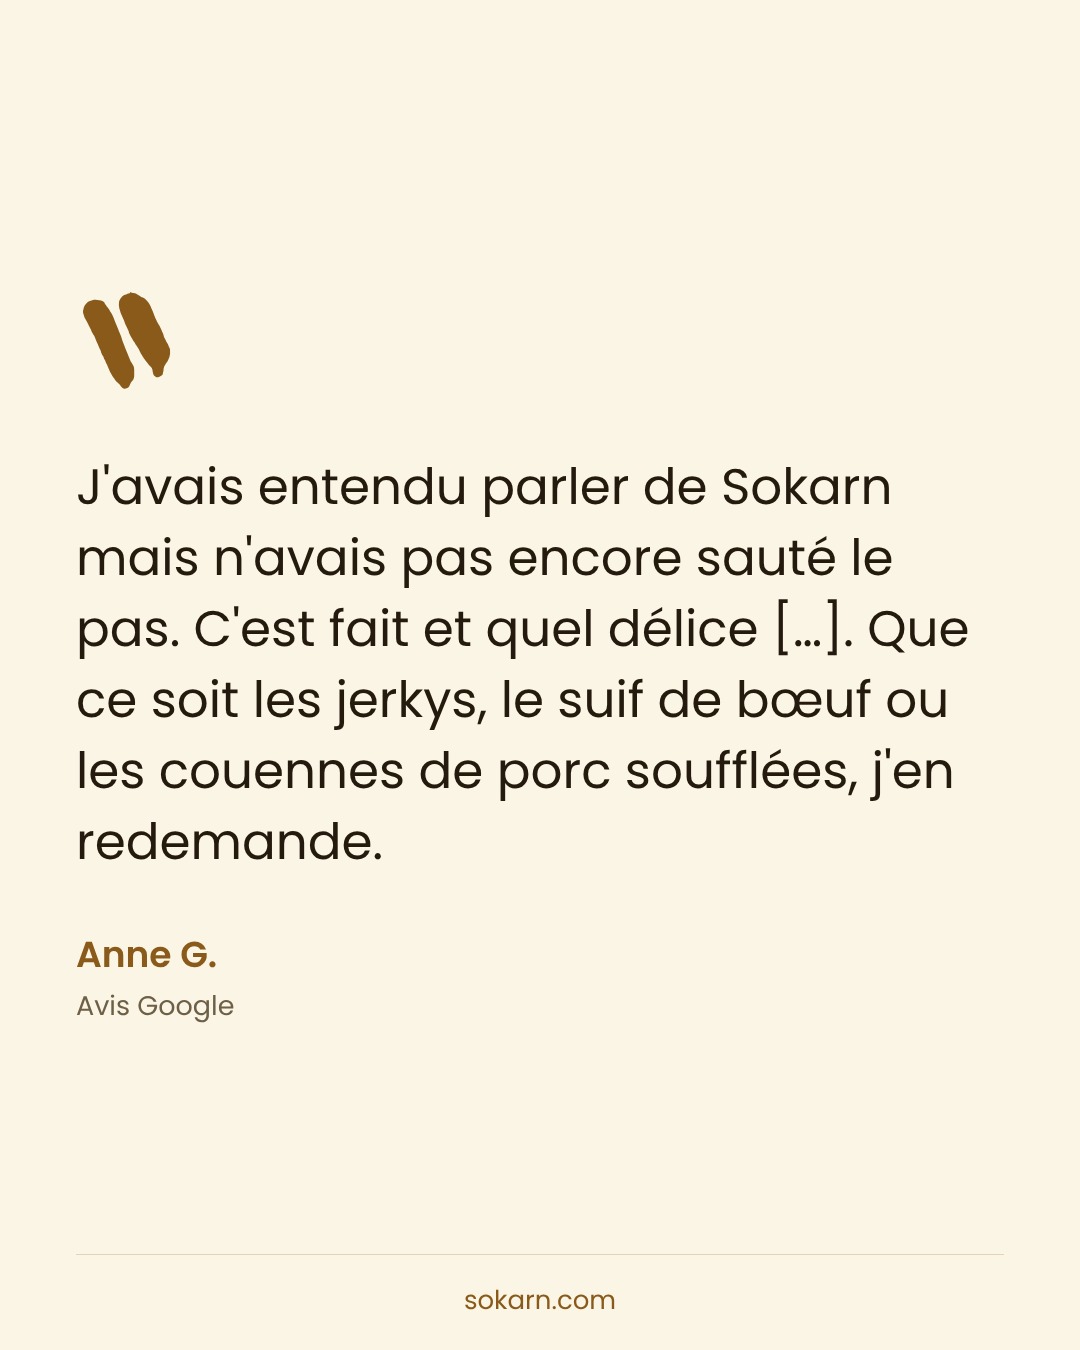 J'avais entendu parler de Sokarn
mais n'avais pas encore sauté le
pas. C'est fait et quel délice [...]. Que
ce soit les jerkys, le suif de bœuf ou
les couennes de porc soufflées, j'en
redemande.
Anne G.
Avis Google
sokarn.com